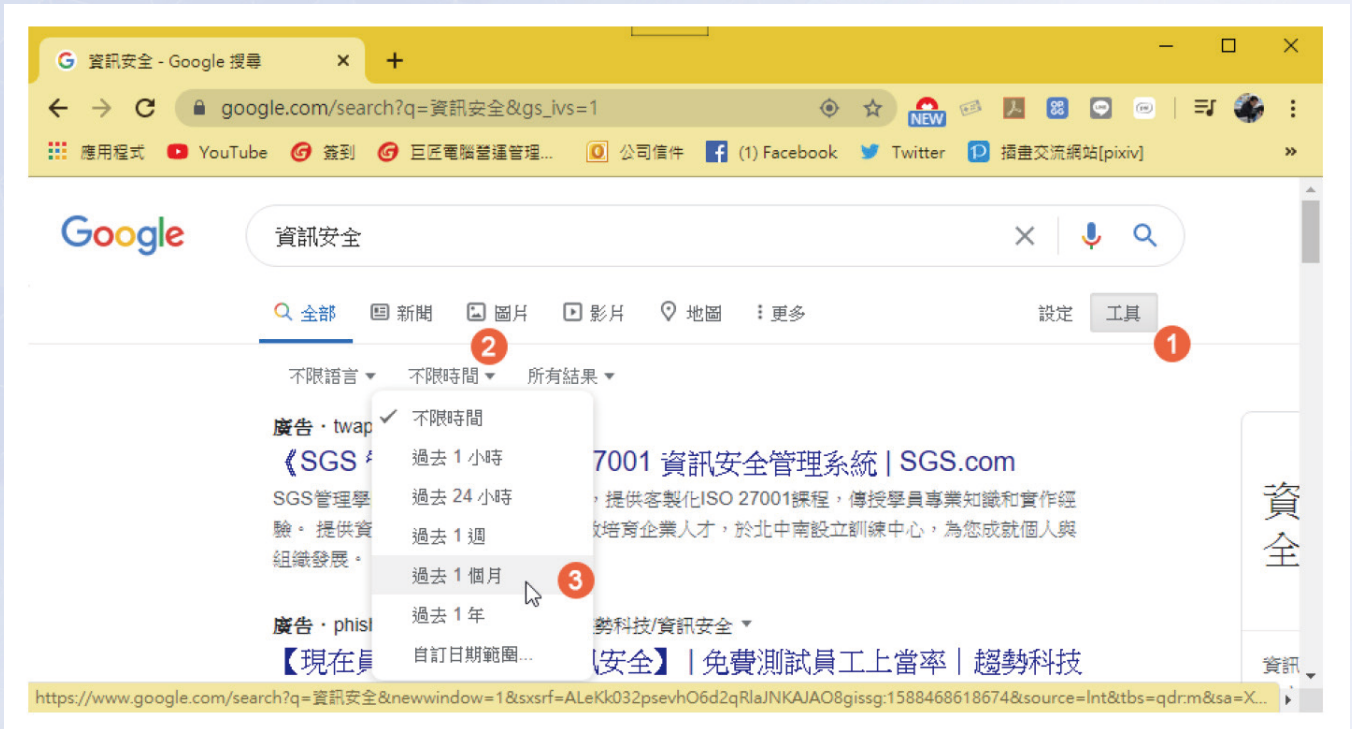 資訊安全 - Google 搜尋
google.com/search?q=資訊安全&gs_ivs=1
NEW
應用程式 YouTube 簽到 巨匠電腦營運管理... 公司信件 (1) Facebook Twitter 插畫交流網站[pixiv] »
Google 資訊安全
全部 新聞 圖片 影片 地圖 更多 設定 工具
2 1
不限語言 不限時間 所有結果
不限時間
過去 1 小時
過去 24 小時
過去 1 週
過去 1 個月 3
過去 1 年
自訂日期範圍...
廣告 · twap
《SGS 7001 資訊安全管理系統 | SGS.com
SGS管理學 ，提供客製化ISO 27001課程，傳授學員專業知識和實作經
驗。 提供資 培育企業人才，於北中南設立訓練中心，為您成就個人與
組織發展。
廣告 · phish 勢科技/資訊安全
【現在員 訊安全】 | 免費測試員工上當率 | 趨勢科技
資
全
資訊
https://www.google.com/search?q=資訊安全&newwindow=1&sxsrf=ALeKk032psevhO6d2qRlaJNKAJAO8gissg:1588468618674&source=lnt&tbs=qdr:m&sa=X...